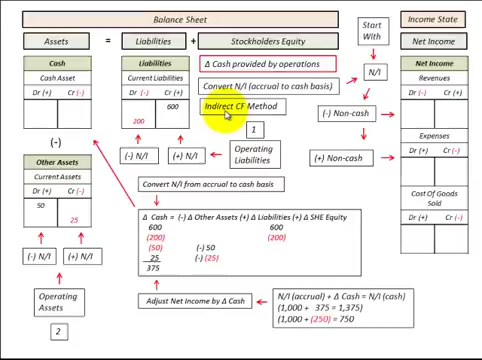 Balance Sheet
Income State
Start
With
Assets = Liabilities + Stockholders Equity
Net Income
Cash
Cash Asset
Dr (+) Cr (-)
Liabilities
Current Liabilities
Dr (-) Cr (+)
600
200
Δ Cash provided by operations
Convert N/I (accrual to cash basis)
Indirect CF Method
1
N/I
Net Income
Revenues
Dr (-) Cr (+)
(-) Non-cash
(+) Non-cash
Expenses
Dr (+) Cr (-)
Cost Of Goods
Sold
Dr (+) Cr (-)
(-)
(-) N/I
(+) N/I
Operating
Liabilities
Other Assets
Current Assets
Dr (+) Cr (-)
50
25
(-) N/I
(+) N/I
Operating
Assets
2
Convert N/I from accrual to cash basis
Δ Cash = (-) Δ Other Assets (+) Δ Liabilities (+) Δ SHE Equity
600 600
(200) (200)
(50) (-) 50
25 (-) (25)
375
Adjust Net Income by Δ Cash
N/I (accrual) + Δ Cash = N/I (cash)
(1,000 + 375 = 1,375)
(1,000 + (250) = 750